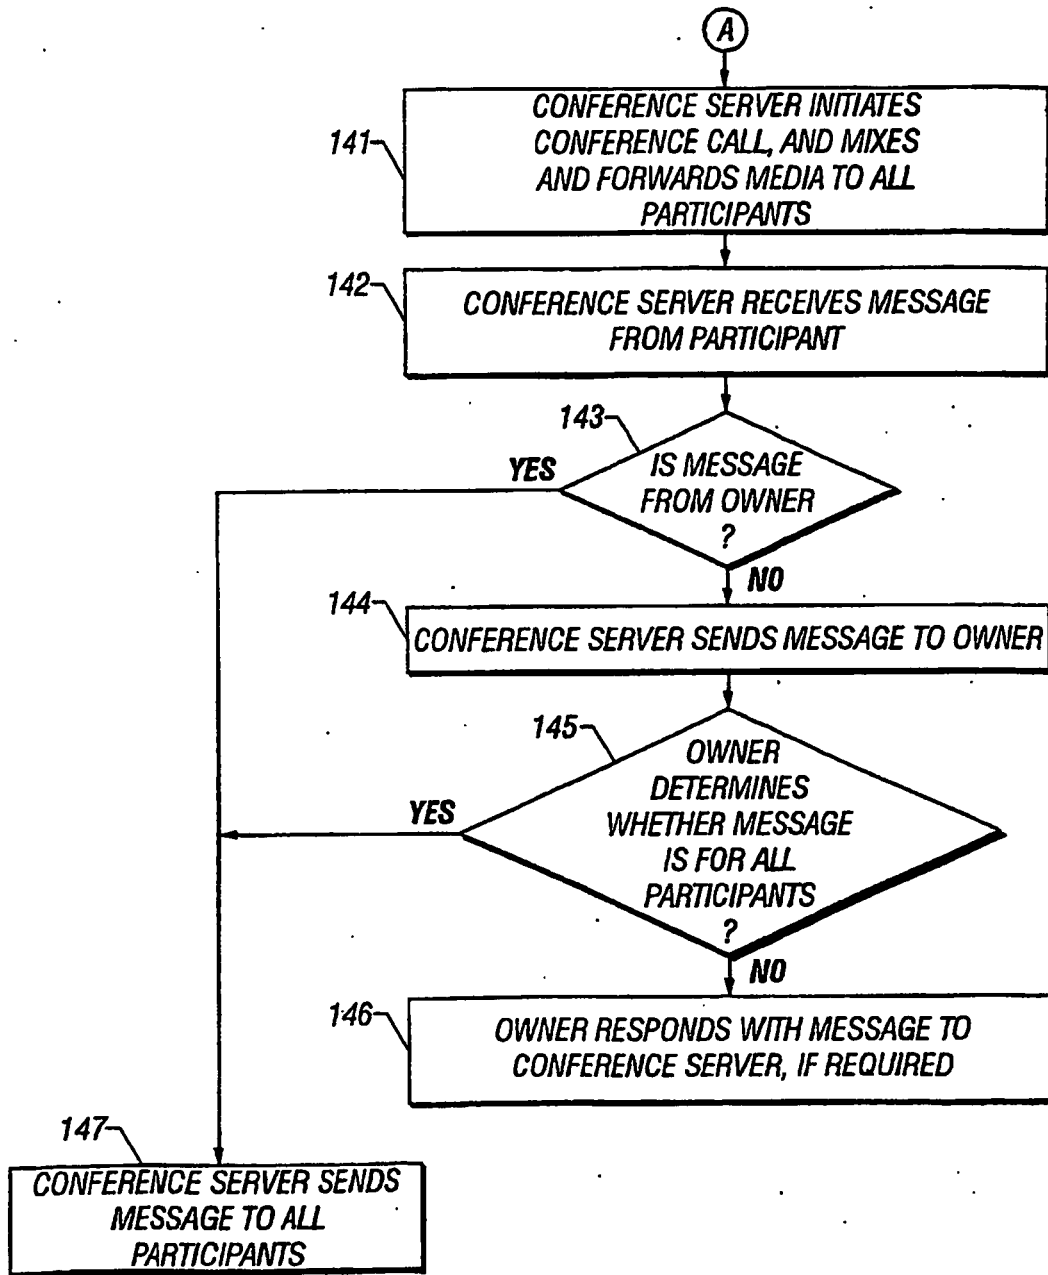 A
141
CONFERENCE SERVER INITIATES
CONFERENCE CALL, AND MIXES
AND FORWARDS MEDIA TO ALL
PARTICIPANTS
142
CONFERENCE SERVER RECEIVES MESSAGE
FROM PARTICIPANT
143
YES
IS MESSAGE
FROM OWNER
?
NO
144
CONFERENCE SERVER SENDS MESSAGE TO OWNER
145
YES
OWNER
DETERMINES
WHETHER MESSAGE
IS FOR ALL
PARTICIPANTS
?
NO
146
OWNER RESPONDS WITH MESSAGE TO
CONFERENCE SERVER, IF REQUIRED
147
CONFERENCE SERVER SENDS
MESSAGE TO ALL
PARTICIPANTS